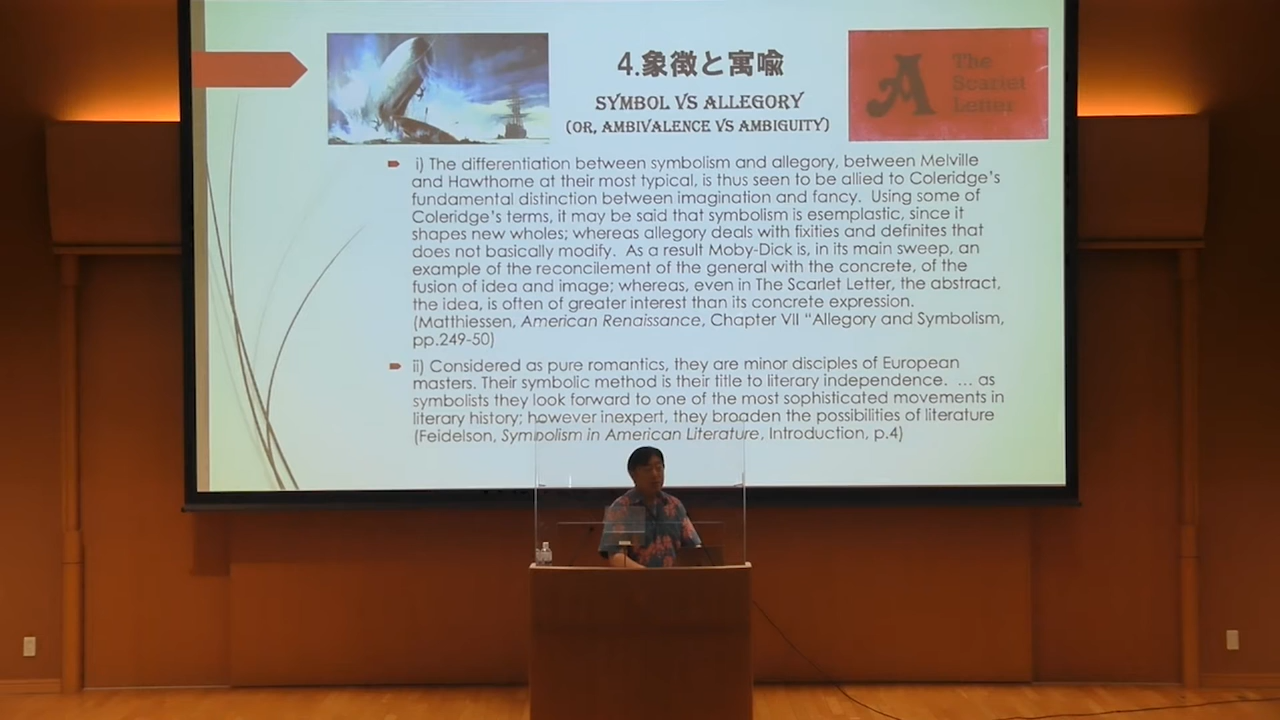 4.象徴と寓喩
SYMBOL VS ALLEGORY
(OR, AMBIVALENCE VS AMBIGUITY)
A The
Scarlet
Letter
i) The differentiation between symbolism and allegory, between Melville
and Hawthorne at their most typical, is thus seen to be allied to Coleridge's
fundamental distinction between imagination and fancy. Using some of
Coleridge's terms, it may be said that symbolism is esemplastic, since it
shapes new wholes; whereas allegory deals with fixities and definites that
does not basically modify. As a result Moby-Dick is, in its main sweep, an
example of the reconcilement of the general with the concrete, of the
fusion of idea and image; whereas, even in The Scarlet Letter, the abstract,
the idea, is often of greater interest than its concrete expression.
(Matthiessen, American Renaissance, Chapter VII "Allegory and Symbolism,
pp.249-50)
ii) Considered as pure romantics, they are minor disciples of European
masters. Their symbolic method is their title to literary independence. … as
symbolists they look forward to one of the most sophisticated movements in
literary history; however inexpert, they broaden the possibilities of literature
(Feidelson, Symbolism in American Literature, Introduction, p.4)